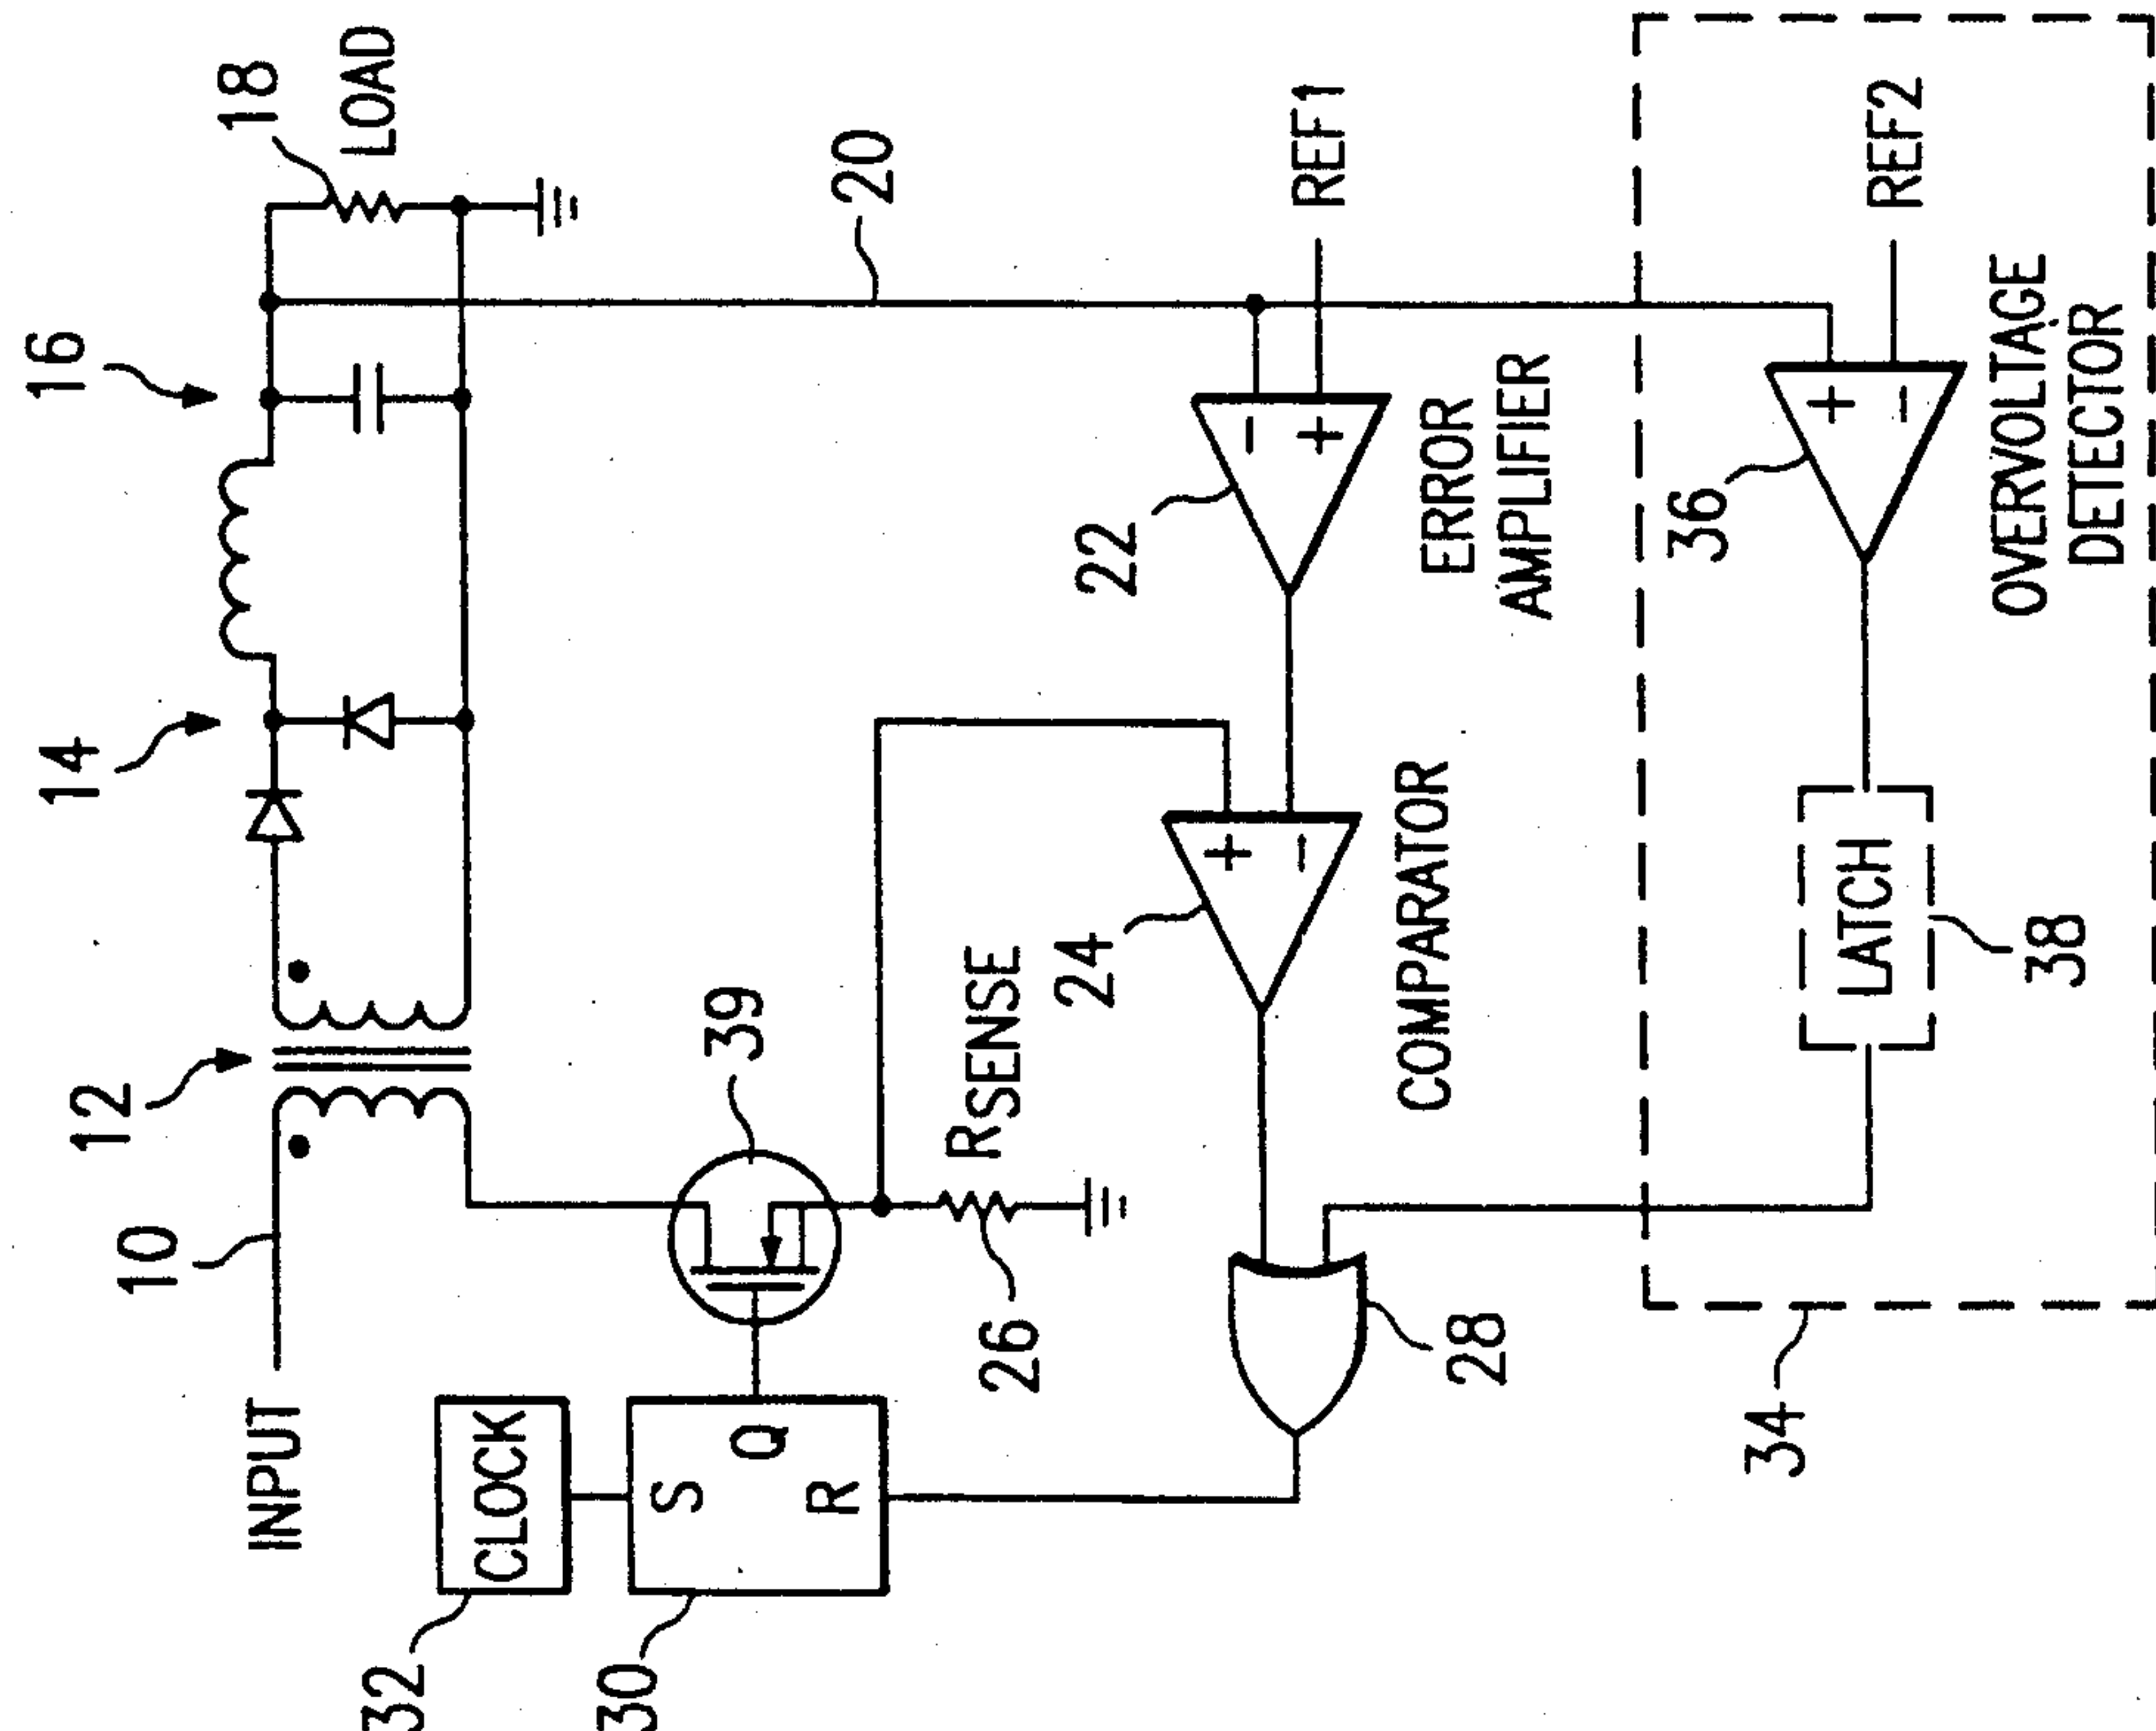 INPUT
10
12
14
16
18
LOAD
20
32
CLOCK
30
S
Q
R
39
RSENSE
26
24
+
−
COMPARATOR
22
−
+
ERROR
AMPLIFIER
REF1
28
34
LATCH
38
36
+
−
REF2
OVERVOLTAGE
DETECTOR